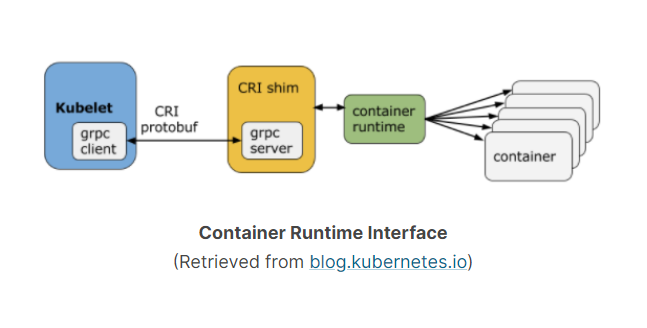 Kubelet
grpc
client
CRI
protobuf
CRI shim
grpc
server
container
runtime
container
Container Runtime Interface
(Retrieved from blog.kubernetes.io)